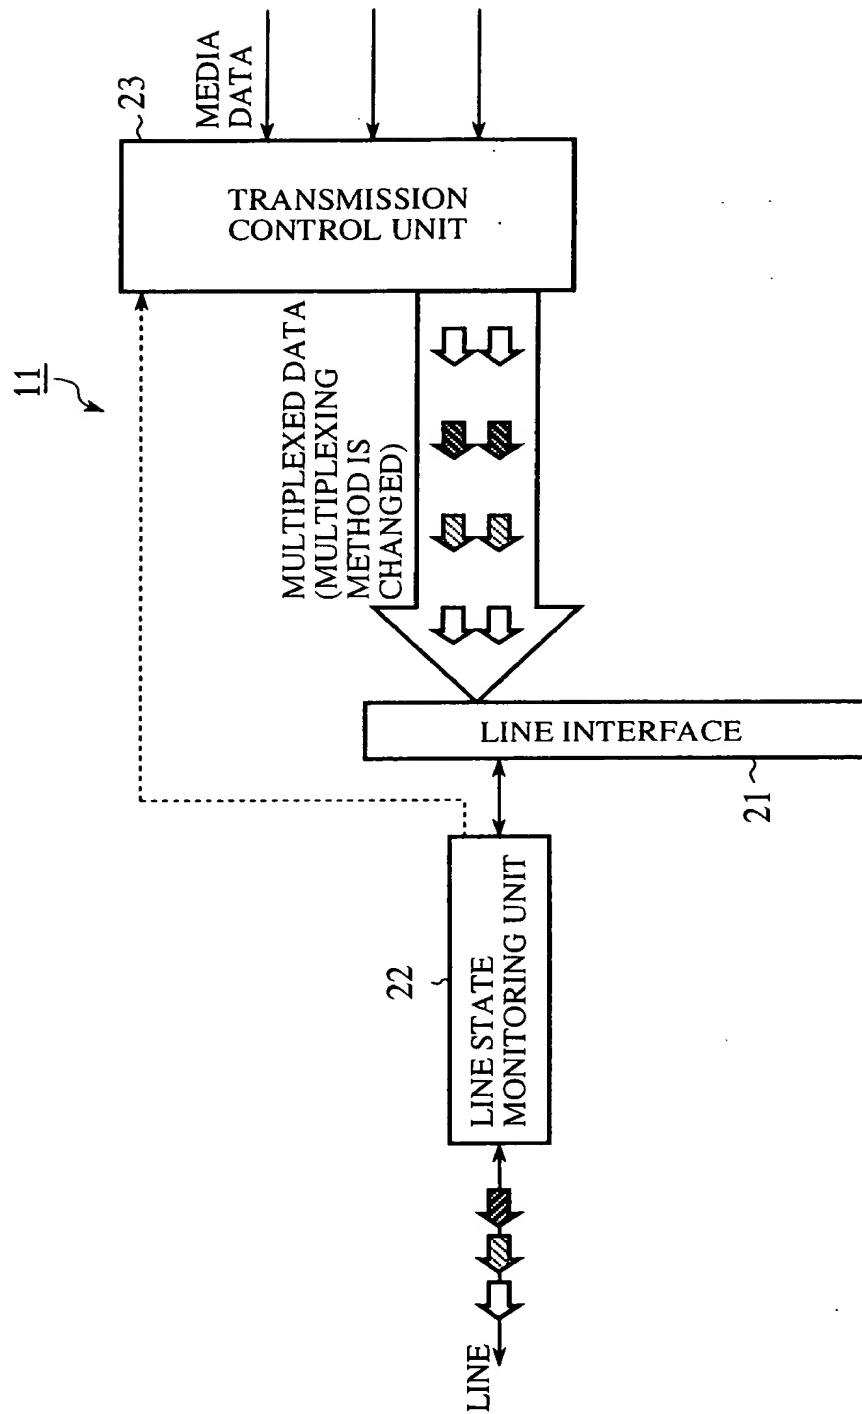 11
23
MEDIA
DATA
TRANSMISSION
CONTROL UNIT
MULTIPLEXED DATA
(MULTIPLEXING
METHOD IS
CHANGED)
LINE INTERFACE
21
22
LINE STATE
MONITORING UNIT
LINE